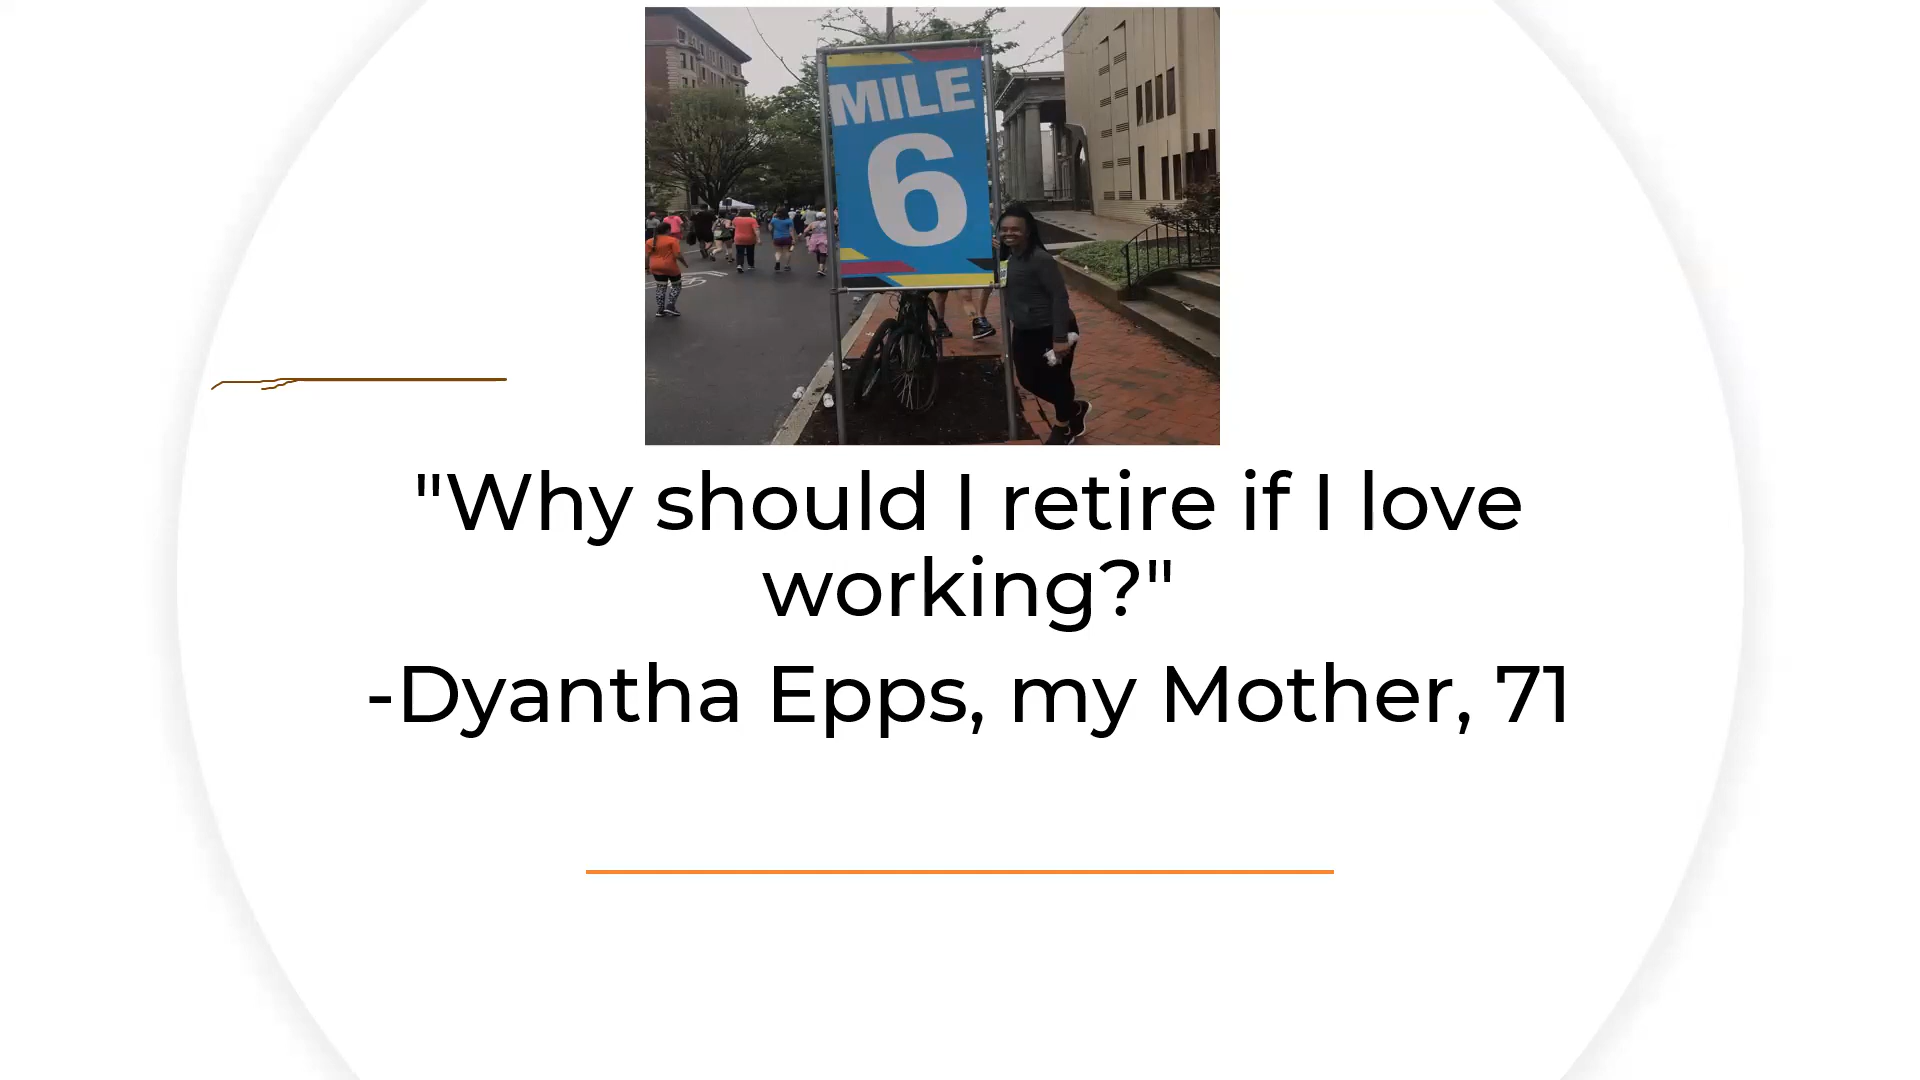 MILE
6
"Why should I retire if I love
working?"
-Dyantha Epps, my Mother, 71